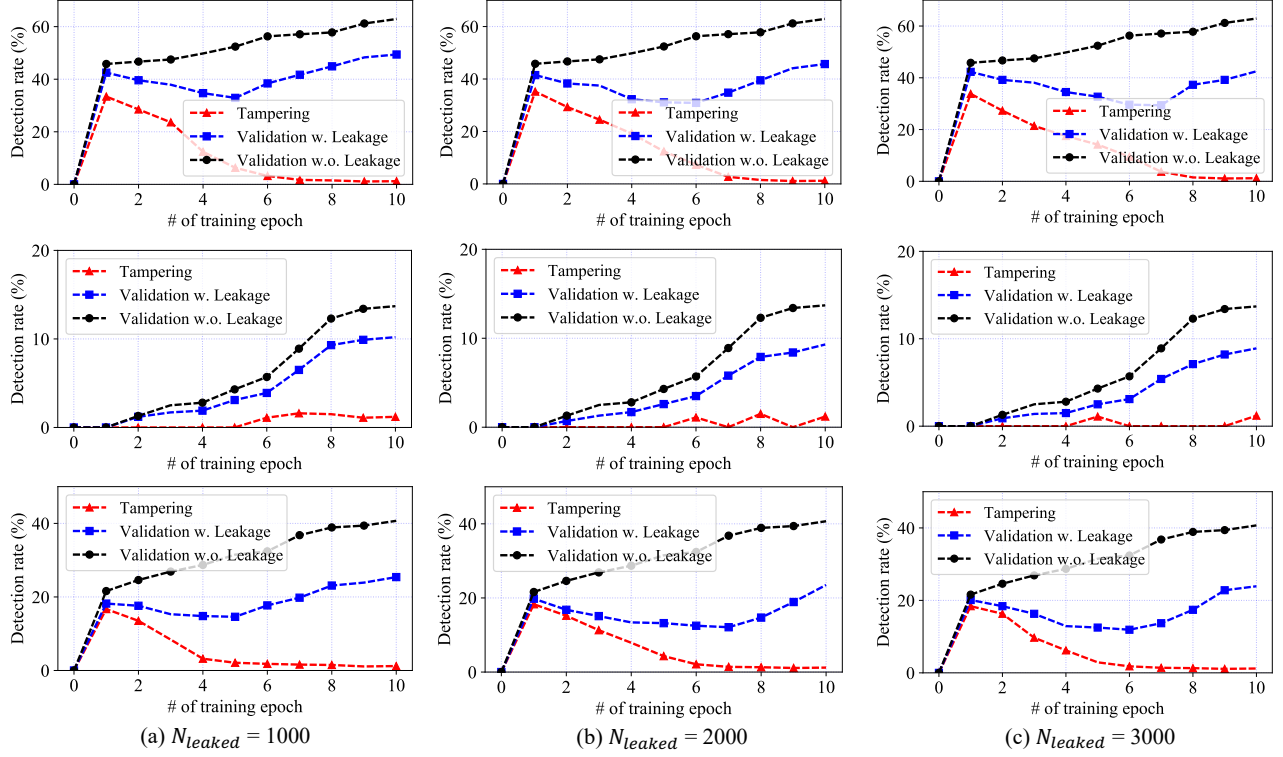 60
40
20
0
Detection rate (%)
Tampering
Validation w. Leakage
Validation w.o. Leakage
0 2 4 6 8 10
# of training epoch
60
40
20
0
Detection rate (%)
Tampering
Validation w. Leakage
Validation w.o. Leakage
0 2 4 6 8 10
# of training epoch
60
40
20
0
Detection rate (%)
Tampering
Validation w. Leakage
Validation w.o. Leakage
0 2 4 6 8 10
# of training epoch
20
10
0
Detection rate (%)
Tampering
Validation w. Leakage
Validation w.o. Leakage
0 2 4 6 8 10
# of training epoch
20
10
0
Detection rate (%)
Tampering
Validation w. Leakage
Validation w.o. Leakage
0 2 4 6 8 10
# of training epoch
20
10
0
Detection rate (%)
Tampering
Validation w. Leakage
Validation w.o. Leakage
0 2 4 6 8 10
# of training epoch
40
20
0
Detection rate (%)
Tampering
Validation w. Leakage
Validation w.o. Leakage
0 2 4 6 8 10
# of training epoch
40
20
0
Detection rate (%)
Tampering
Validation w. Leakage
Validation w.o. Leakage
0 2 4 6 8 10
# of training epoch
40
20
0
Detection rate (%)
Tampering
Validation w. Leakage
Validation w.o. Leakage
0 2 4 6 8 10
# of training epoch
(a) N_leaked = 1000
(b) N_leaked = 2000
(c) N_leaked = 3000